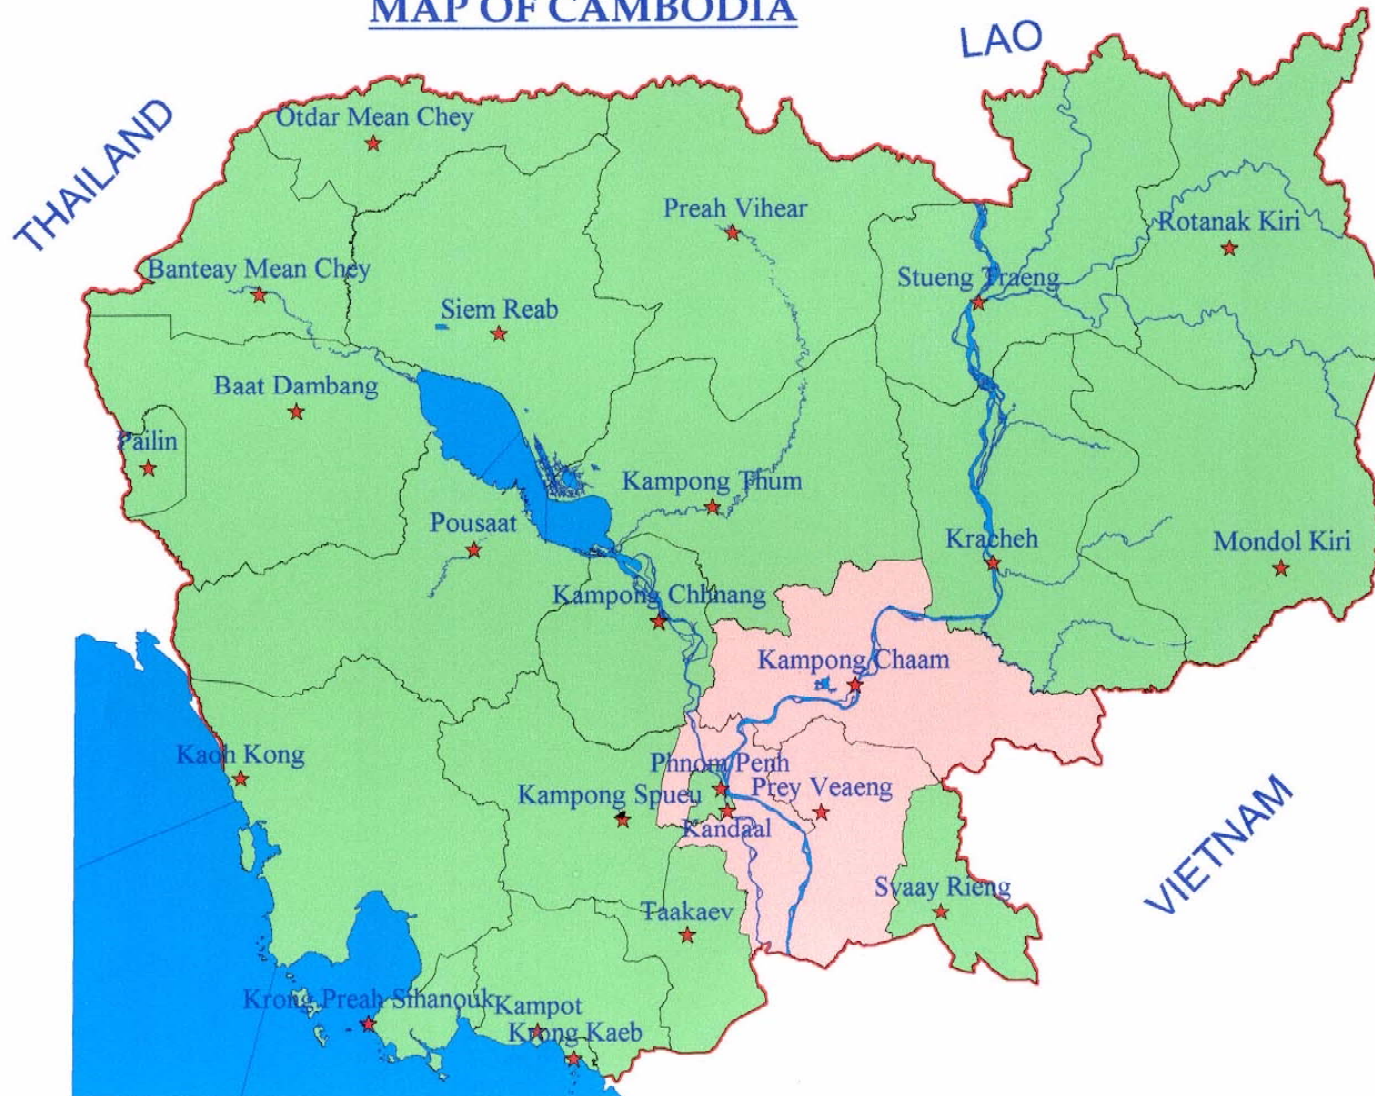 MAP OF CAMBODIA
LAO
THAILAND
Otdar Mean Chey
Preah Vihear
Rotanak Kiri
Banteay Mean Chey
Stueng Traeng
Siem Reab
Baat Dambang
Pailin
Kampong Thum
Pousaat
Kracheh
Mondol Kiri
Kampong Chhnang
Kampong Chaam
Kaoh Kong
Phnom Penh
Prey Veaeng
Kampong Spueu
Kandaal
VIETNAM
Svaay Rieng
Taakaev
Krong Preah Sihanouk
Kampot
Krong Kaeb